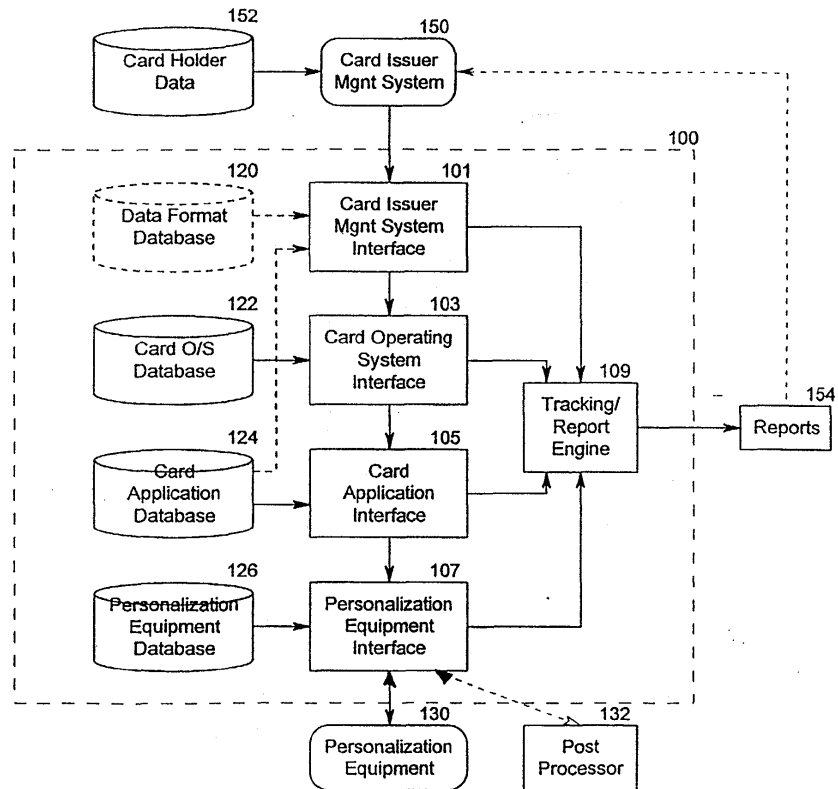 152
Card Holder
Data
150
Card Issuer
Mgnt System
100
120
Data Format
Database
101
Card Issuer
Mgnt System
Interface
122
Card O/S
Database
103
Card Operating
System
Interface
109
Tracking/
Report
Engine
154
Reports
124
Card
Application
Database
105
Card
Application
Interface
126
Personalization
Equipment
Database
107
Personalization
Equipment
Interface
130
Personalization
Equipment
132
Post
Processor